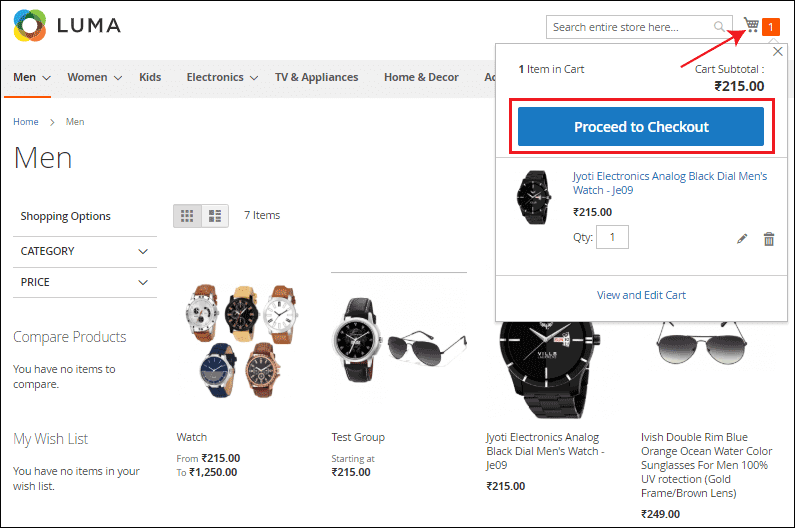 LUMA
Search entire store here...
1
Men
Women
Kids
Electronics
TV & Appliances
Home & Decor
Home
Men
Men
Shopping Options
7 Items
CATEGORY
PRICE
Compare Products
You have no items to
compare.
My Wish List
You have no items in your
wish list.
1 Item in Cart
Cart Subtotal :
₹215.00
Proceed to Checkout
Jyoti Electronics Analog Black Dial Men's
Watch - Je09
₹215.00
Qty: 1
View and Edit Cart
Watch
From ₹215.00
To ₹1,250.00
Test Group
Starting at
₹215.00
Jyoti Electronics Analog
Black Dial Men's Watch -
Je09
₹215.00
Ivish Double Rim Blue
Orange Ocean Water Color
Sunglasses For Men 100%
UV rotection (Gold
Frame/Brown Lens)
₹249.00